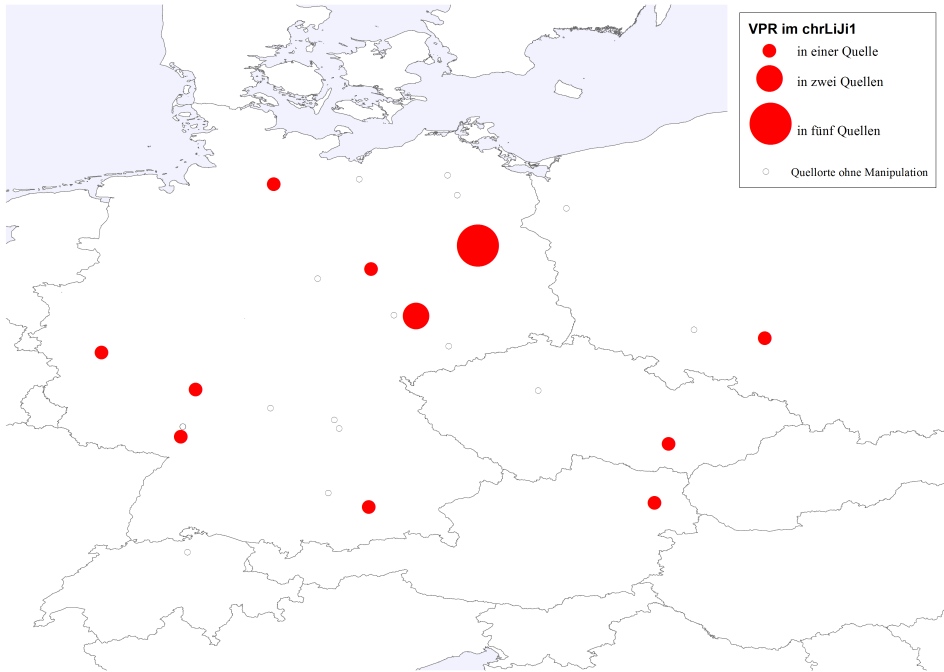 VPR im chrLiJi1
in einer Quelle
in zwei Quellen
in fünf Quellen
Quellorte ohne Manipulation